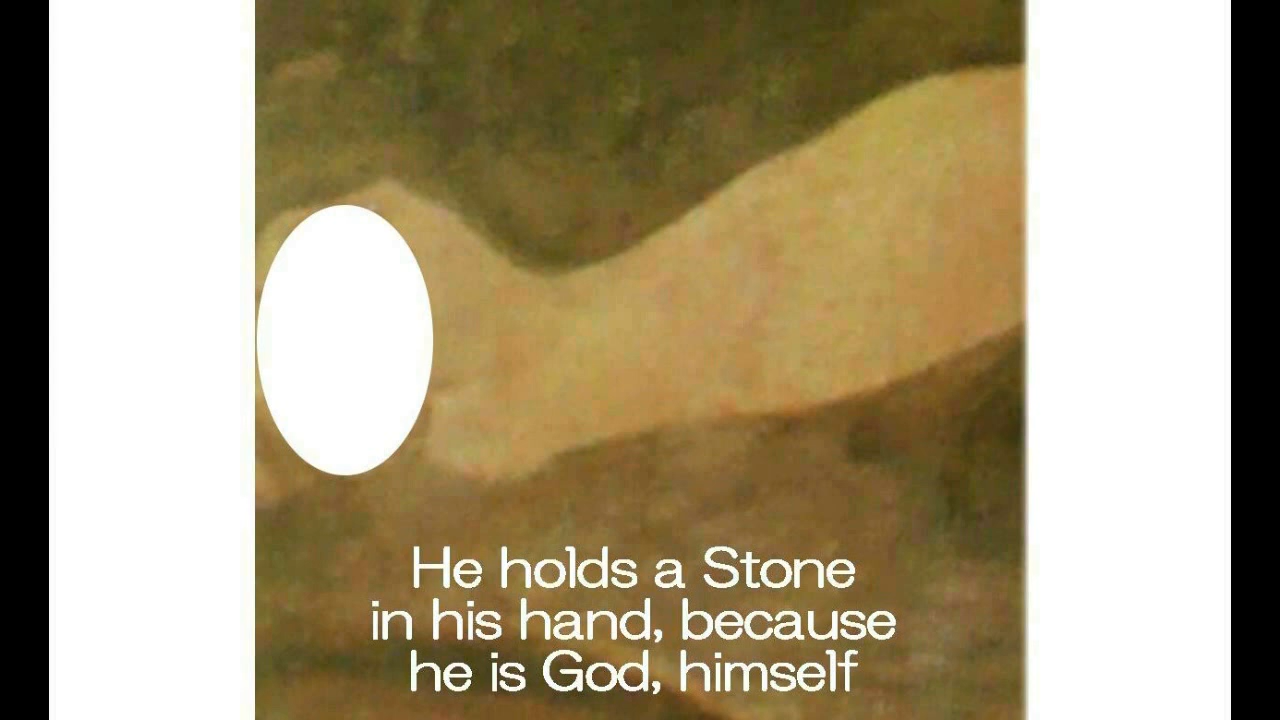 He holds a Stone
in his hand, because
he is God, himself